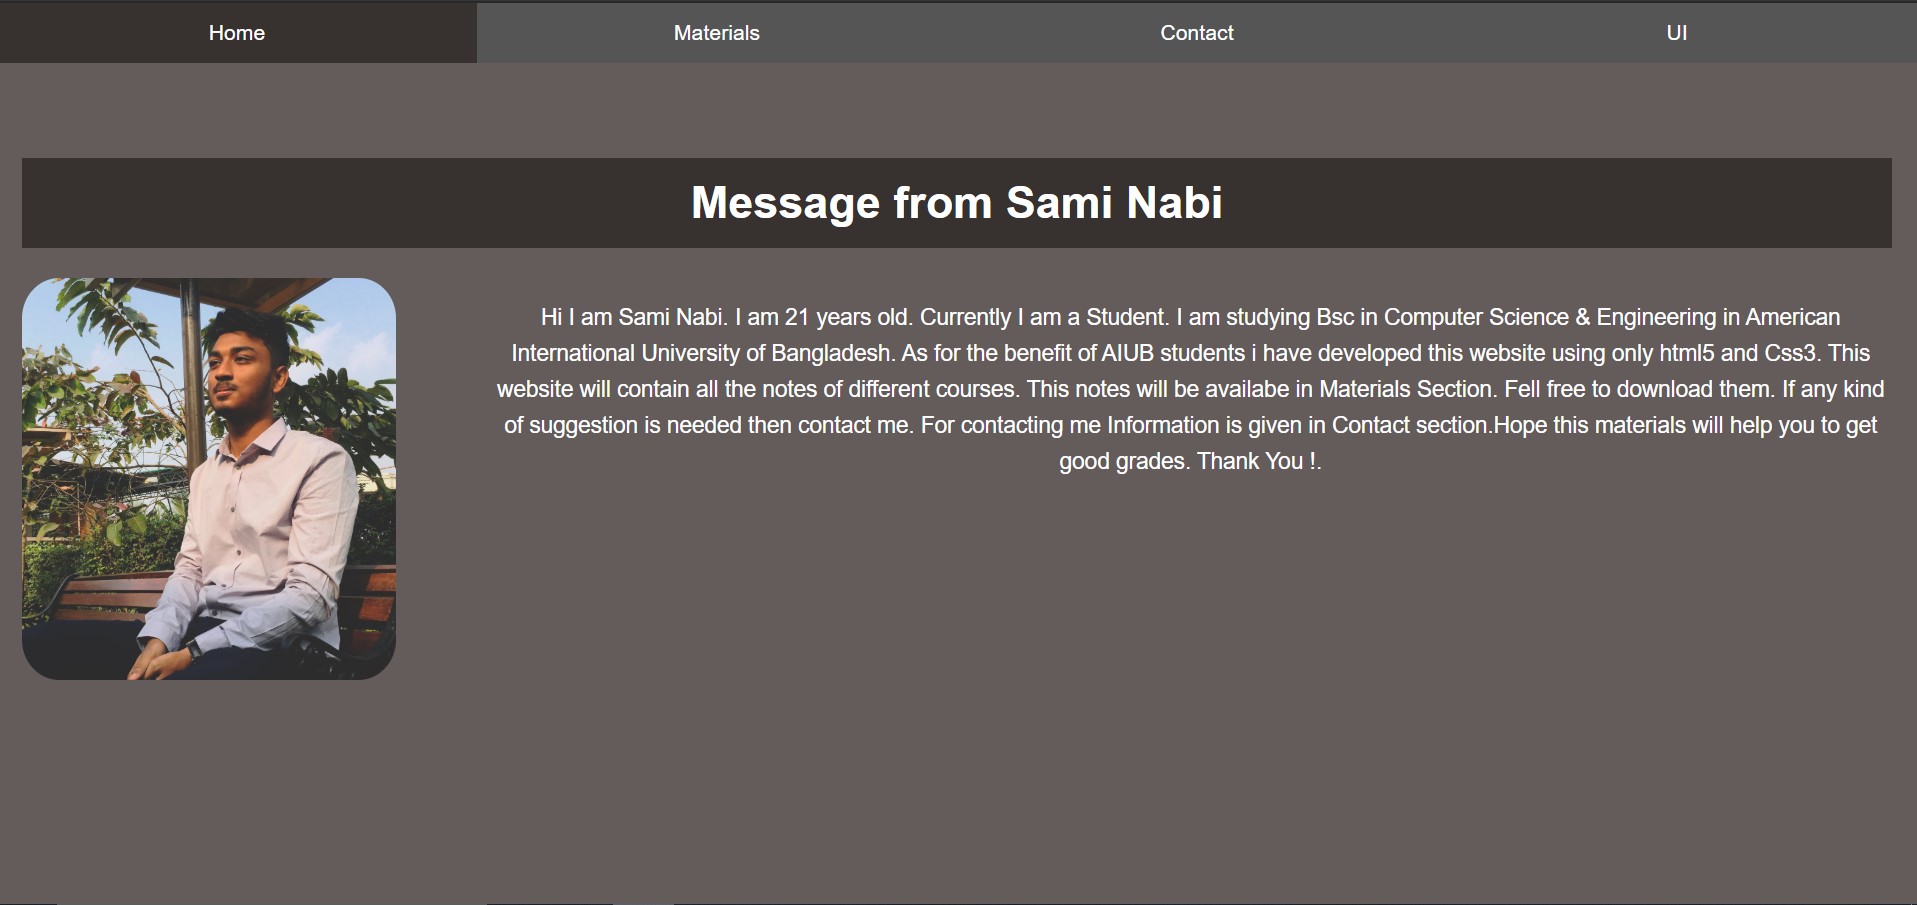 Home Materials Contact UI
Message from Sami Nabi
Hi I am Sami Nabi. I am 21 years old. Currently I am a Student. I am studying Bsc in Computer Science & Engineering in American
International University of Bangladesh. As for the benefit of AIUB students i have developed this website using only html5 and Css3. This
website will contain all the notes of different courses. This notes will be availabe in Materials Section. Fell free to download them. If any kind
of suggestion is needed then contact me. For contacting me Information is given in Contact section.Hope this materials will help you to get
good grades. Thank You !.